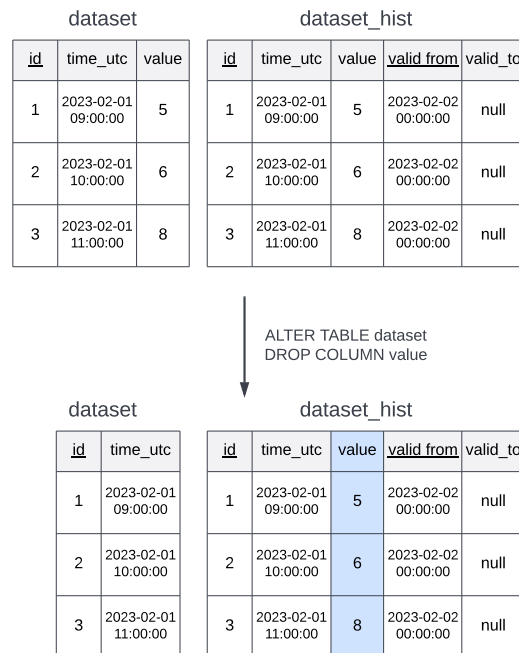 dataset dataset_hist
id time_utc value id time_utc value valid from valid_to
1 2023-02-01 09:00:00 5 1 2023-02-01 09:00:00 5 2023-02-02 00:00:00 null
2 2023-02-01 10:00:00 6 2 2023-02-01 10:00:00 6 2023-02-02 00:00:00 null
3 2023-02-01 11:00:00 8 3 2023-02-01 11:00:00 8 2023-02-02 00:00:00 null
ALTER TABLE dataset
DROP COLUMN value
dataset dataset_hist
id time_utc id time_utc value valid from valid_to
1 2023-02-01 09:00:00 1 2023-02-01 09:00:00 5 2023-02-02 00:00:00 null
2 2023-02-01 10:00:00 2 2023-02-01 10:00:00 6 2023-02-02 00:00:00 null
3 2023-02-01 11:00:00 3 2023-02-01 11:00:00 8 2023-02-02 00:00:00 null